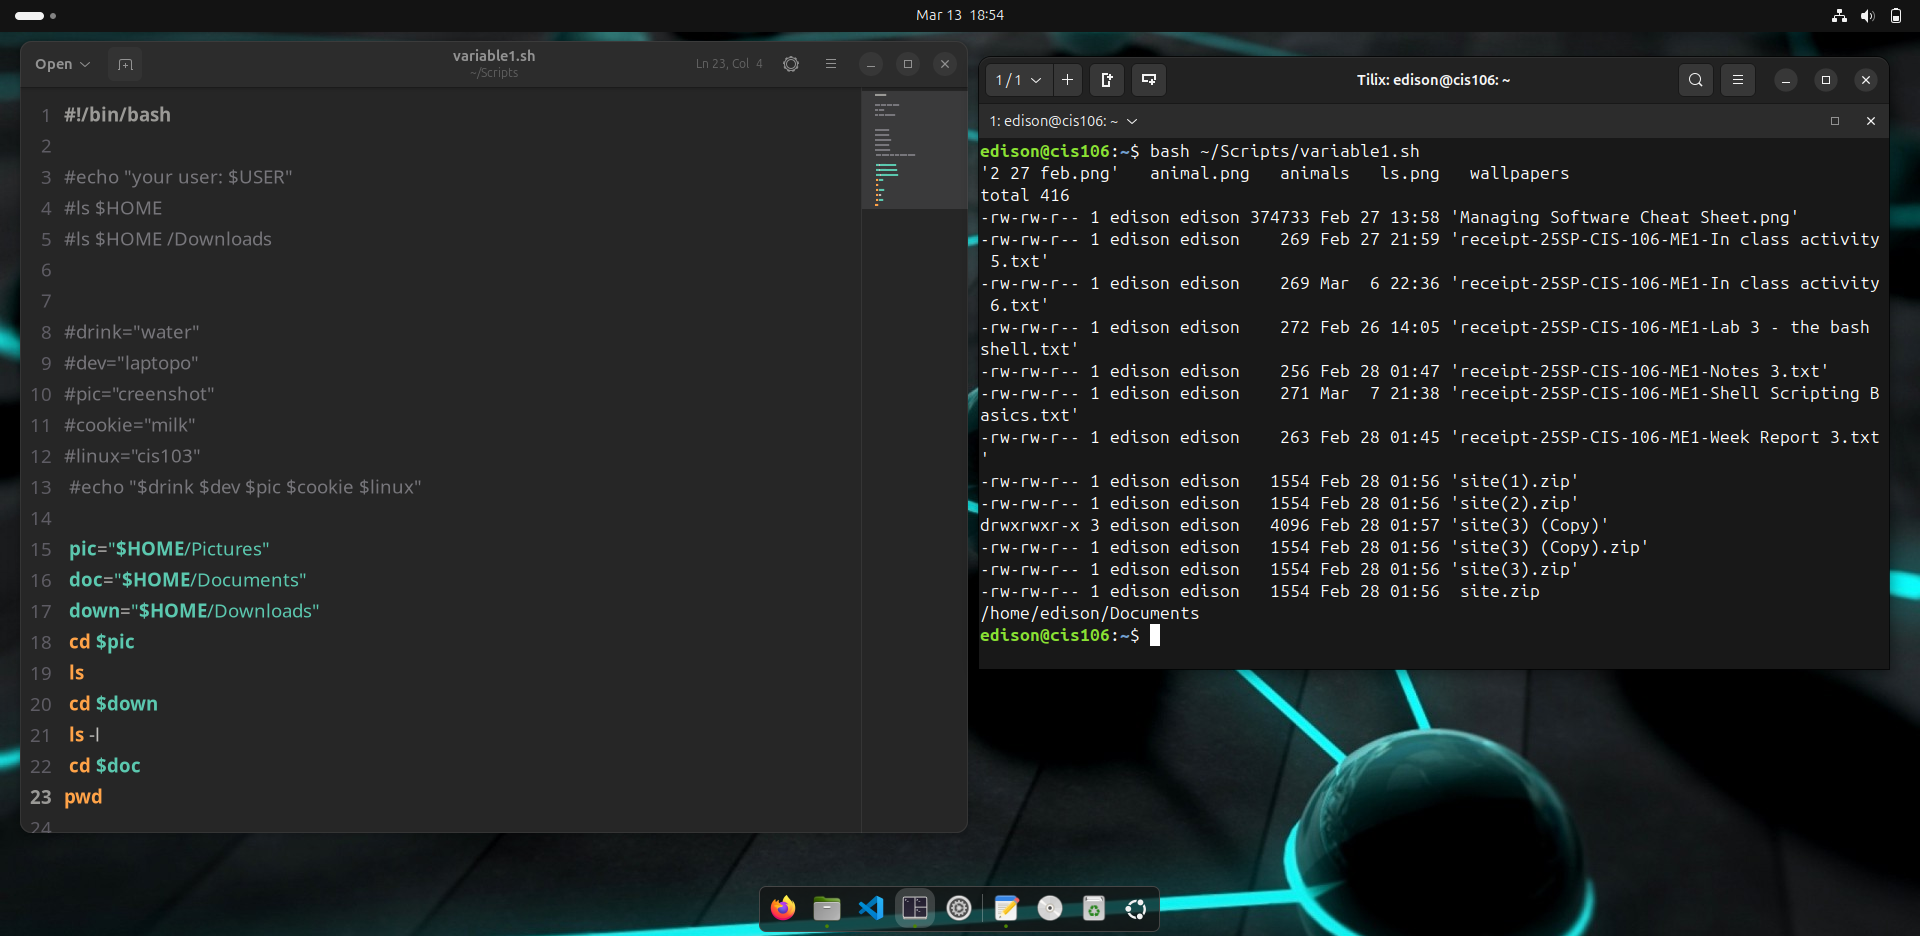 Mar 13 18:54
Open
variable1.sh
~/Scripts
Ln 23, Col 4
1 #!/bin/bash
2
3 #echo "your user: $USER"
4 #ls $HOME
5 #ls $HOME /Downloads
6
7
8 #drink="water"
9 #dev="laptopo"
10 #pic="creenshot"
11 #cookie="milk"
12 #linux="cis103"
13 #echo "$drink $dev $pic $cookie $linux"
14
15 pic="$HOME/Pictures"
16 doc="$HOME/Documents"
17 down="$HOME/Downloads"
18 cd $pic
19 ls
20 cd $down
21 ls -l
22 cd $doc
23 pwd
24
1 / 1
Tilix: edison@cis106: ~
1: edison@cis106: ~
edison@cis106:~$ bash ~/Scripts/variable1.sh
'2 27 feb.png'   animal.png   animals   ls.png   wallpapers
total 416
-rw-rw-r-- 1 edison edison 374733 Feb 27 13:58 'Managing Software Cheat Sheet.png'
-rw-rw-r-- 1 edison edison    269 Feb 27 21:59 'receipt-25SP-CIS-106-ME1-In class activity
 5.txt'
-rw-rw-r-- 1 edison edison    269 Mar  6 22:36 'receipt-25SP-CIS-106-ME1-In class activity
 6.txt'
-rw-rw-r-- 1 edison edison    272 Feb 26 14:05 'receipt-25SP-CIS-106-ME1-Lab 3 - the bash
shell.txt'
-rw-rw-r-- 1 edison edison    256 Feb 28 01:47 'receipt-25SP-CIS-106-ME1-Notes 3.txt'
-rw-rw-r-- 1 edison edison    271 Mar  7 21:38 'receipt-25SP-CIS-106-ME1-Shell Scripting B
asics.txt'
-rw-rw-r-- 1 edison edison    263 Feb 28 01:45 'receipt-25SP-CIS-106-ME1-Week Report 3.txt
'
-rw-rw-r-- 1 edison edison   1554 Feb 28 01:56 'site(1).zip'
-rw-rw-r-- 1 edison edison   1554 Feb 28 01:56 'site(2).zip'
drwxrwxr-x 3 edison edison   4096 Feb 28 01:57 'site(3) (Copy)'
-rw-rw-r-- 1 edison edison   1554 Feb 28 01:56 'site(3) (Copy).zip'
-rw-rw-r-- 1 edison edison   1554 Feb 28 01:56 'site(3).zip'
-rw-rw-r-- 1 edison edison   1554 Feb 28 01:56  site.zip
/home/edison/Documents
edison@cis106:~$